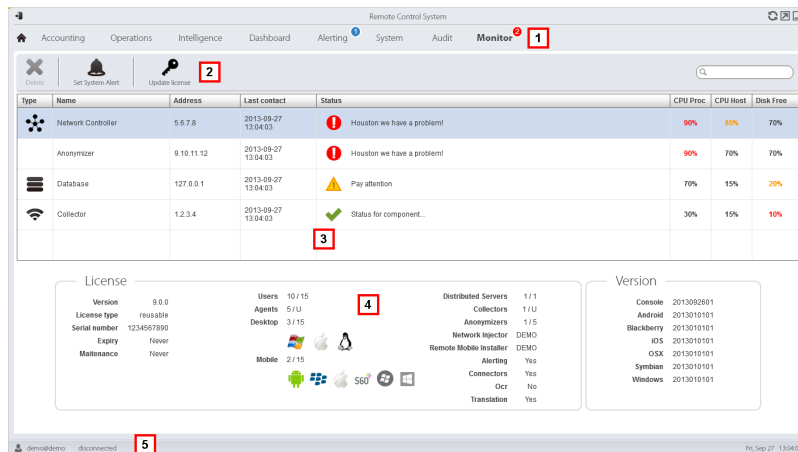 Remote Control System
Accounting Operations Intelligence Dashboard Alerting 1 System Audit Monitor 2 1
Delete Set System Alert Update license 2
Type Name Address Last contact Status CPU Proc CPU Host Disk Free
Network Controller 5.6.7.8 2013-09-27 13:04:03 Houston we have a problem! 90% 85% 70%
Anonymizer 9.10.11.12 2013-09-27 13:04:03 Houston we have a problem! 90% 70% 70%
Database 127.0.0.1 2013-09-27 13:04:03 Pay attention 70% 15% 20%
Collector 1.2.3.4 2013-09-27 13:04:03 Status for component... 30% 15% 10%
3
License
Version 9.0.0
License type reusable
Serial number 1234567890
Expiry Never
Maitenance Never
Users 10 / 15
Agents 5 / U
Desktop 3 / 15
Mobile 2 / 15
S60
4
Distributed Servers 1 / 1
Collectors 1 / U
Anonymizers 1 / 5
Network Injector DEMO
Remote Mobile Installer DEMO
Alerting Yes
Connectors Yes
Ocr No
Translation Yes
Version
Console 2013092601
Android 2013010101
Blackberry 2013010101
iOS 2013010101
OSX 2013010101
Symbian 2013010101
Windows 2013010101
demo@demo disconnected 5 Fri, Sep 27